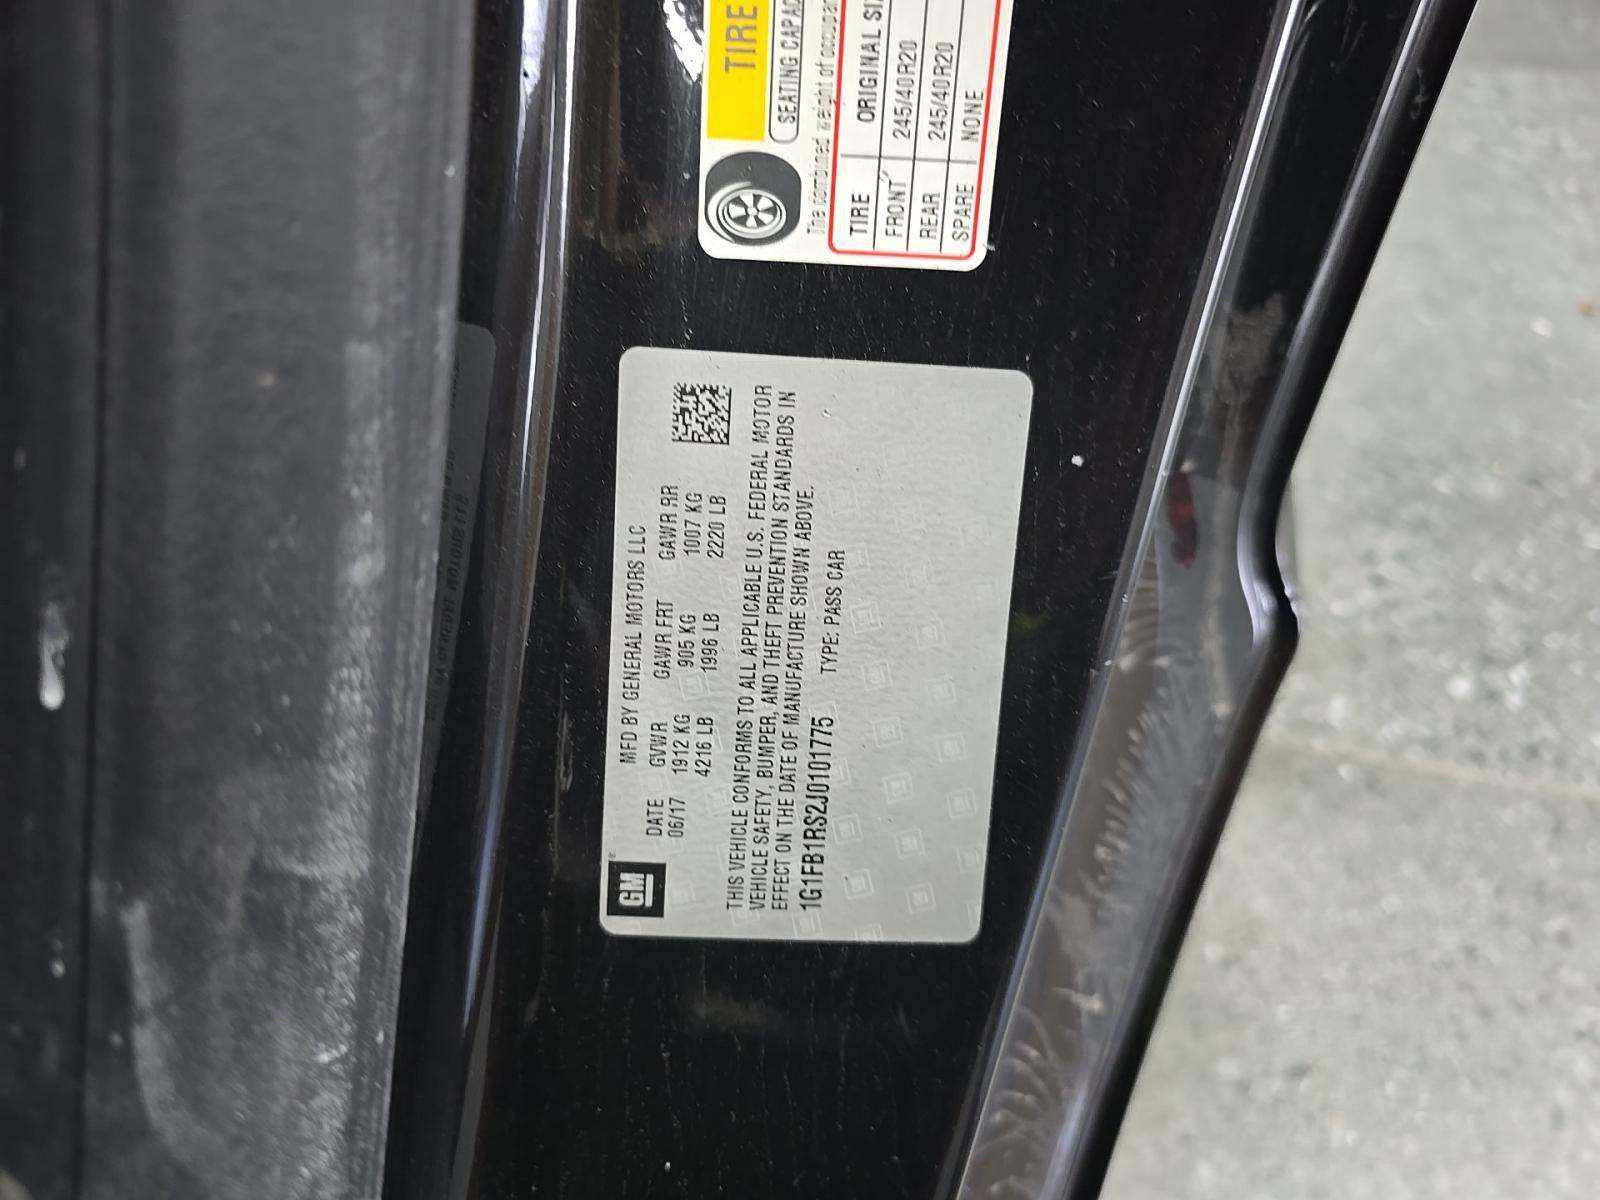 GM
MFD BY GENERAL MOTORS LLC
DATE GVWR GAWR FRT GAWR RR
06/17 1912 KG 905 KG 1007 KG
4216 LB 1996 LB 2220 LB
THIS VEHICLE CONFORMS TO ALL APPLICABLE U.S. FEDERAL MOTOR
VEHICLE SAFETY, BUMPER, AND THEFT PREVENTION STANDARDS IN
EFFECT ON THE DATE OF MANUFACTURE SHOWN ABOVE.
1G1FB1RS2J0101775 TYPE: PASS CAR
TIRE
SEATING CAPAC
The combined weight of occupan
TIRE ORIGINAL SIZ
FRONT 245/40R20
REAR 245/40R20
SPARE NONE